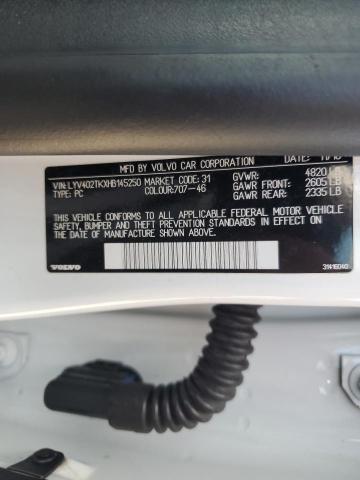 MFD BY VOLVO CAR CORPORATION DATE:
VIN: LYV402TKXHB145250 MARKET CODE: 31 GVWR: 4820 LB
TYPE: PC COLOUR: 707-46 GAWR FRONT: 2605 LB
GAWR REAR: 2335 LB
THIS VEHICLE CONFORMS TO ALL APPLICABLE FEDERAL MOTOR VEHICLE
SAFETY, BUMPER AND THEFT PREVENTION STANDARDS IN EFFECT ON
THE DATE OF MANUFACTURE SHOWN ABOVE
VOLVO 31416040